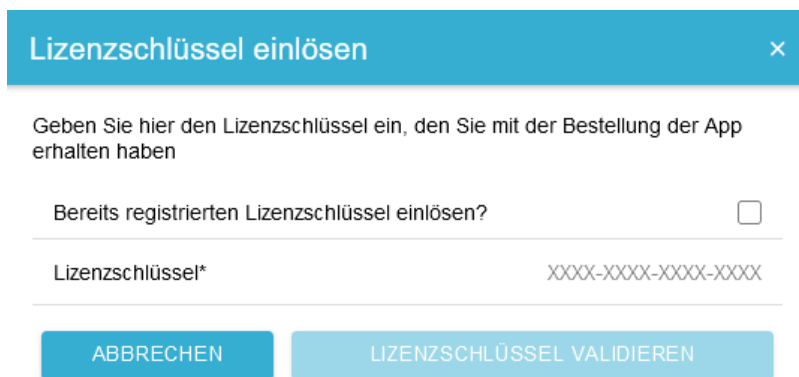 Lizenzschlüssel einlösen ×
Geben Sie hier den Lizenzschlüssel ein, den Sie mit der Bestellung der App
erhalten haben
Bereits registrierten Lizenzschlüssel einlösen?
Lizenzschlüssel* XXXX-XXXX-XXXX-XXXX
ABBRECHEN LIZENZSCHLÜSSEL VALIDIEREN